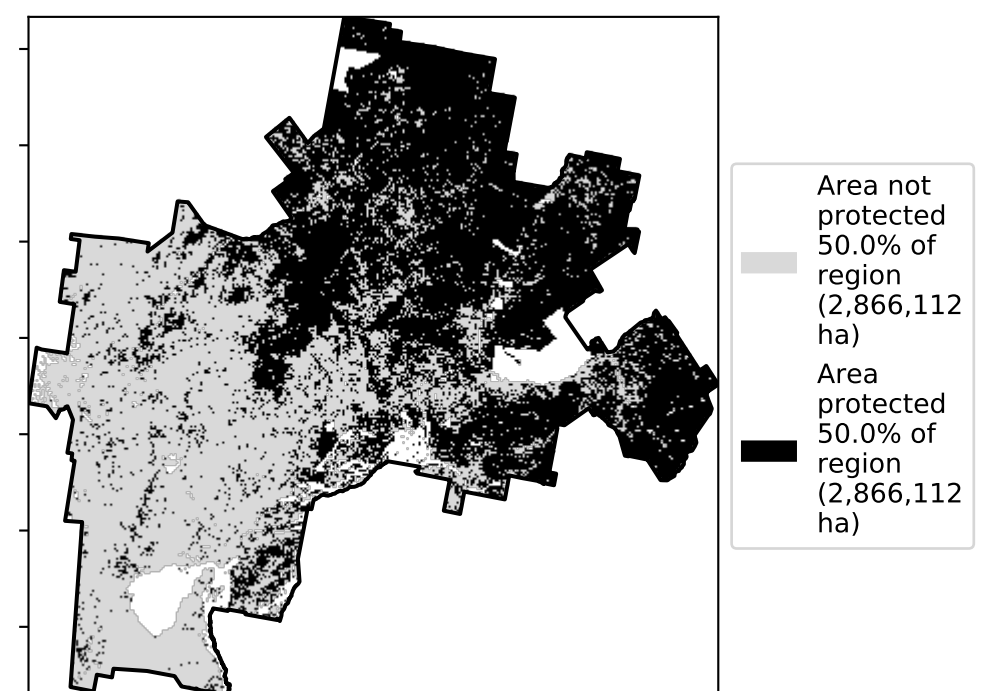 Area not
protected
50.0% of
region
(2,866,112
ha)
Area
protected
50.0% of
region
(2,866,112
ha)